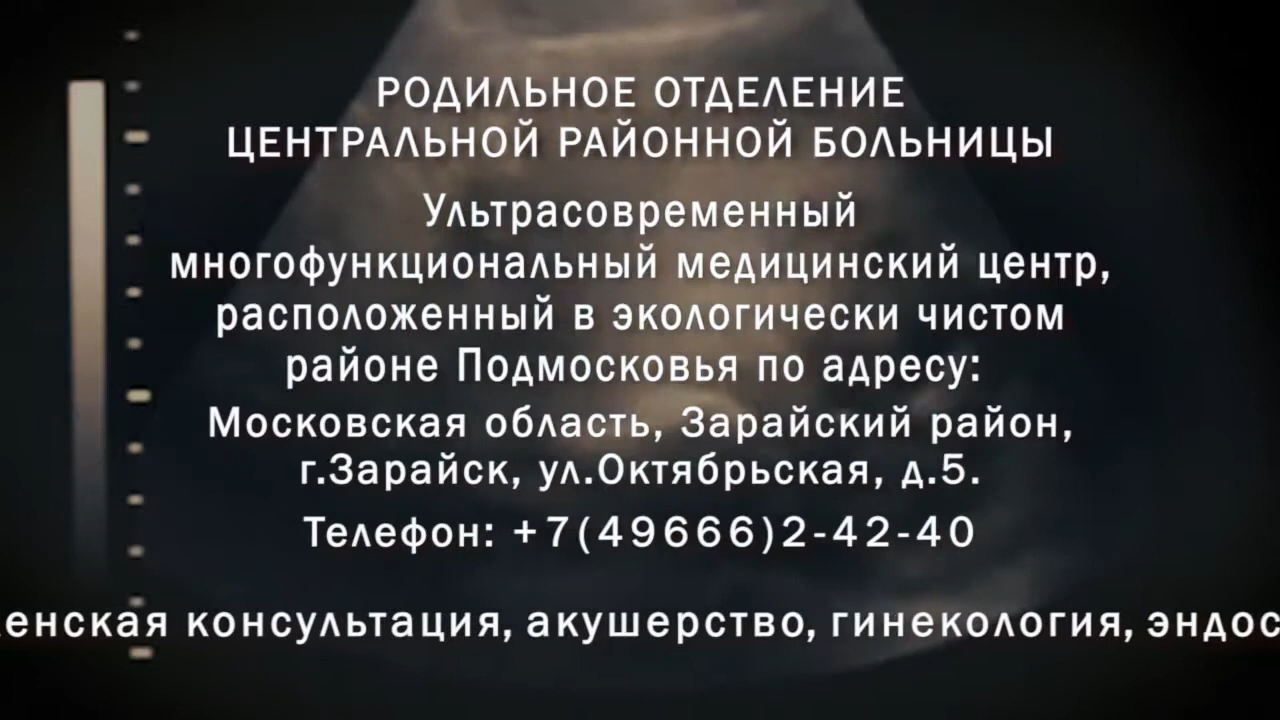 РОДИЛЬНОЕ ОТДЕЛЕНИЕ
ЦЕНТРАЛЬНОЙ РАЙОННОЙ БОЛЬНИЦЫ
Ультрасовременный
многофункциональный медицинский центр,
расположенный в экологически чистом
районе Подмосковья по адресу:
Московская область, Зарайский район,
г.Зарайск, ул.Октябрьская, д.5.
Телефон: +7(49666)2-42-40
консультация, акушерство, гинекология,